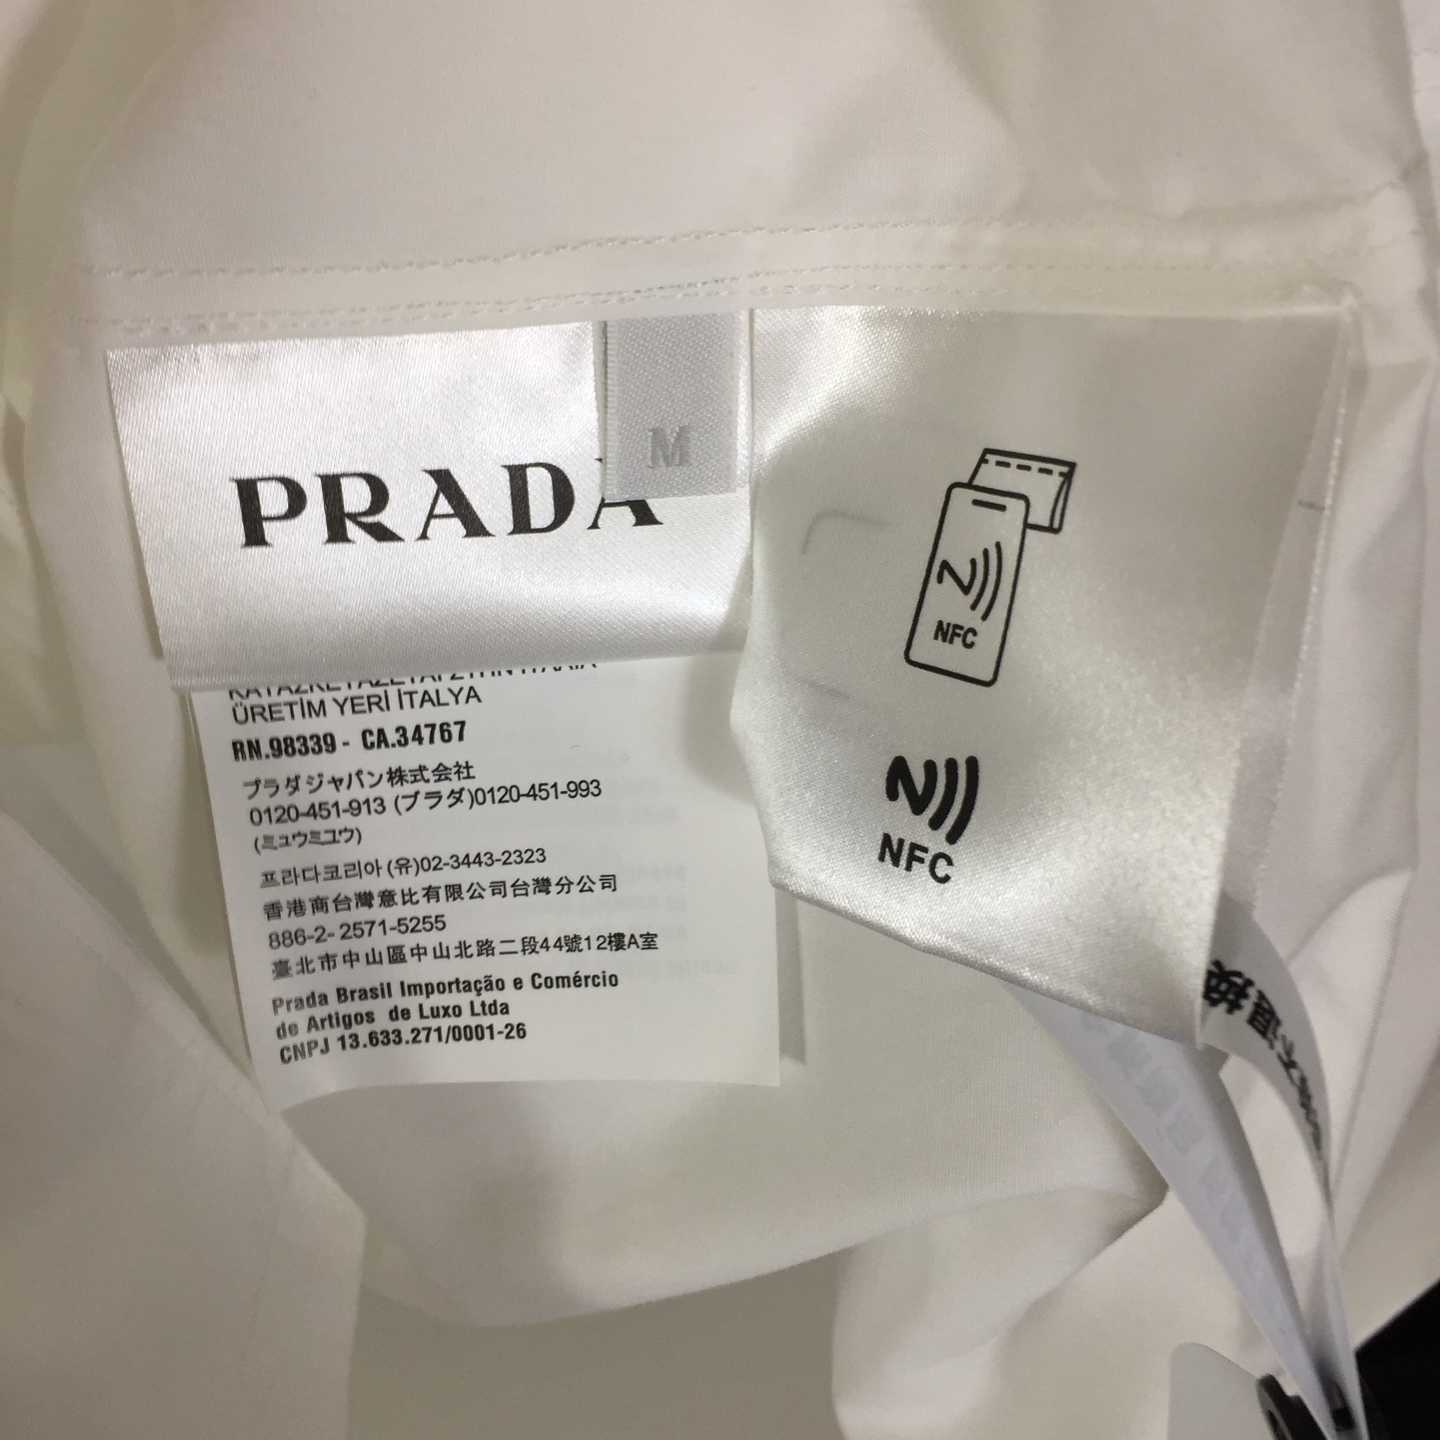 PRADA
M
NFC
NFC
ÜRETİM YERİ İTALYA
RN.98339 - CA.34767
プラダジャパン株式会社
0120-451-913 (プラダ)0120-451-993
(ミュウミュウ)
프라다코리아 (유)02-3443-2323
香港商台灣意比有限公司台灣分公司
886-2- 2571-5255
臺北市中山區中山北路二段44號12樓A室
Prada Brasil Importação e Comércio
de Artigos de Luxo Ltda
CNPJ 13.633.271/0001-26
不退換